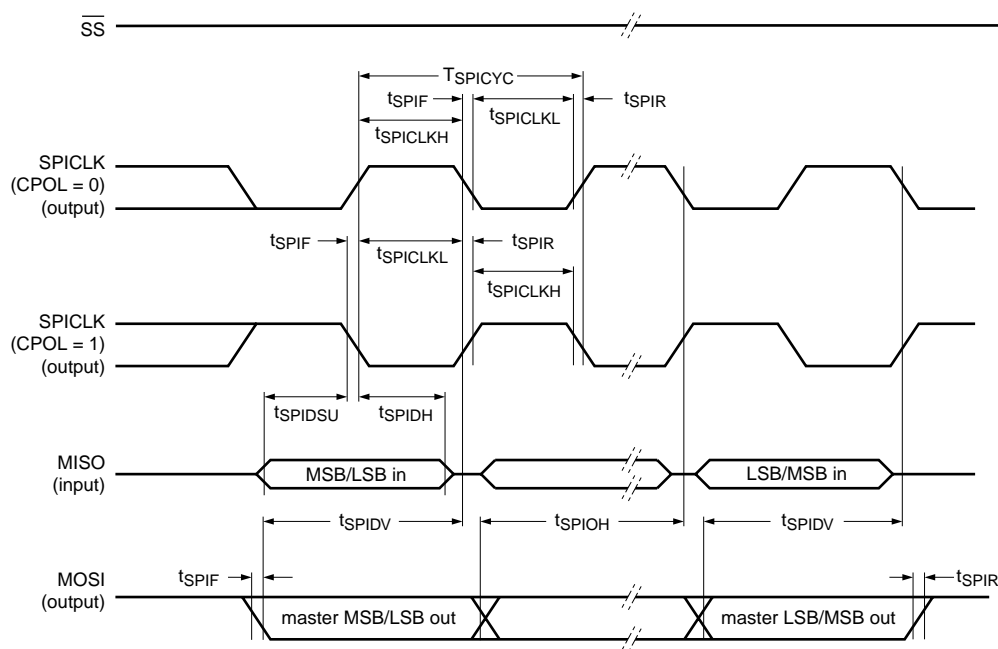 SS
TSPICYC
tSPIF
tSPICLKL
tSPIR
tSPICLKH
SPICLK
(CPOL = 0)
(output)
tSPIF
tSPICLKL
tSPIR
tSPICLKH
SPICLK
(CPOL = 1)
(output)
tSPIDSU
tSPIDH
MISO
(input)
MSB/LSB in
LSB/MSB in
tSPIDV
tSPIOH
tSPIDV
tSPIF
tSPIR
MOSI
(output)
master MSB/LSB out
master LSB/MSB out